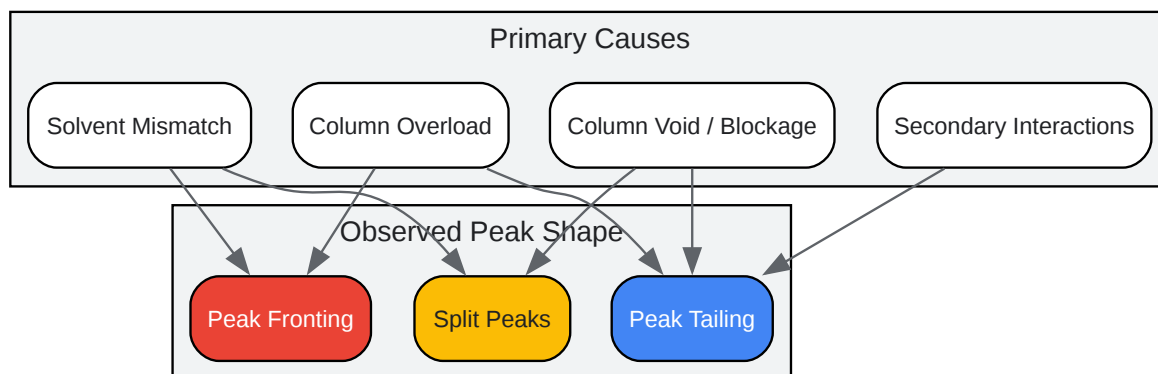 Primary Causes
Solvent Mismatch
Column Overload
Column Void / Blockage
Secondary Interactions
Observed Peak Shape
Peak Fronting
Split Peaks
Peak Tailing